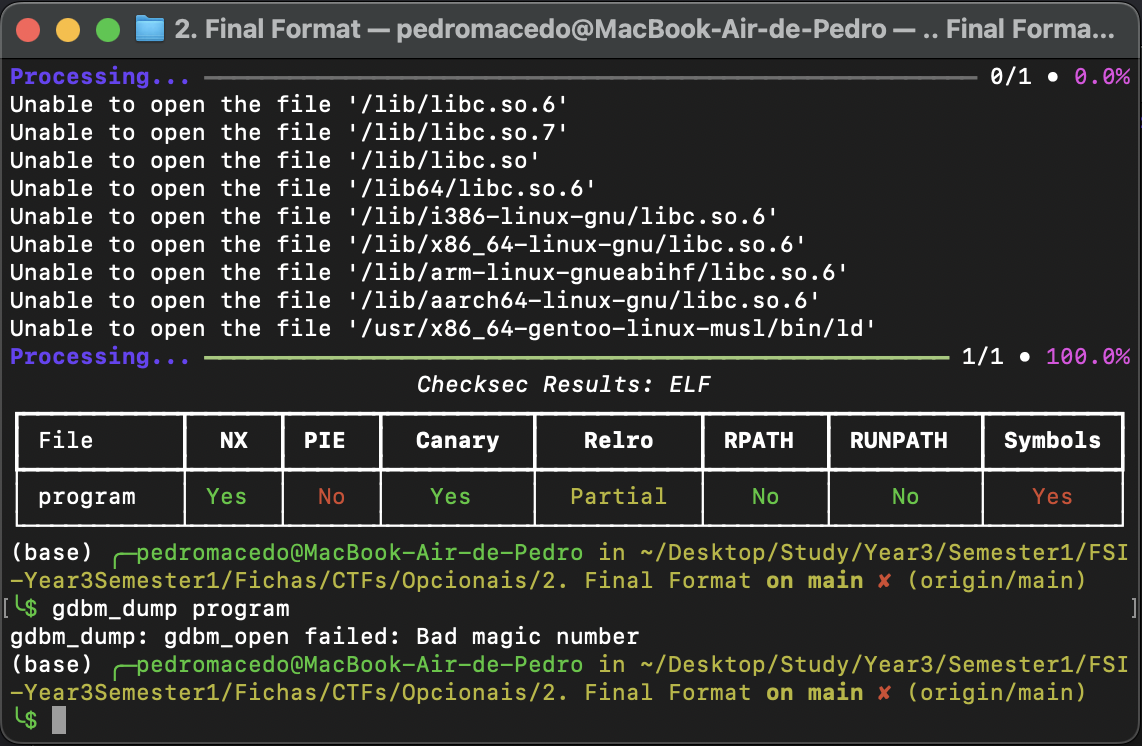 2. Final Format — pedromacedo@MacBook-Air-de-Pedro — .. Final Forma...
Processing... 0/1 • 0.0%
Unable to open the file '/lib/libc.so.6'
Unable to open the file '/lib/libc.so.7'
Unable to open the file '/lib/libc.so'
Unable to open the file '/lib64/libc.so.6'
Unable to open the file '/lib/i386-linux-gnu/libc.so.6'
Unable to open the file '/lib/x86_64-linux-gnu/libc.so.6'
Unable to open the file '/lib/arm-linux-gnueabihf/libc.so.6'
Unable to open the file '/lib/aarch64-linux-gnu/libc.so.6'
Unable to open the file '/usr/x86_64-gentoo-linux-musl/bin/ld'
Processing... 1/1 • 100.0%
Checksec Results: ELF
File NX PIE Canary Relro RPATH RUNPATH Symbols
program Yes No Yes Partial No No Yes
(base) ╭─pedromacedo@MacBook-Air-de-Pedro in ~/Desktop/Study/Year3/Semester1/FSI
-Year3Semester1/Fichas/CTFs/Opcionais/2. Final Format on main ✘ (origin/main)
[╰$ gdbm_dump program ]
gdbm_dump: gdbm_open failed: Bad magic number
(base) ╭─pedromacedo@MacBook-Air-de-Pedro in ~/Desktop/Study/Year3/Semester1/FSI
-Year3Semester1/Fichas/CTFs/Opcionais/2. Final Format on main ✘ (origin/main)
╰$